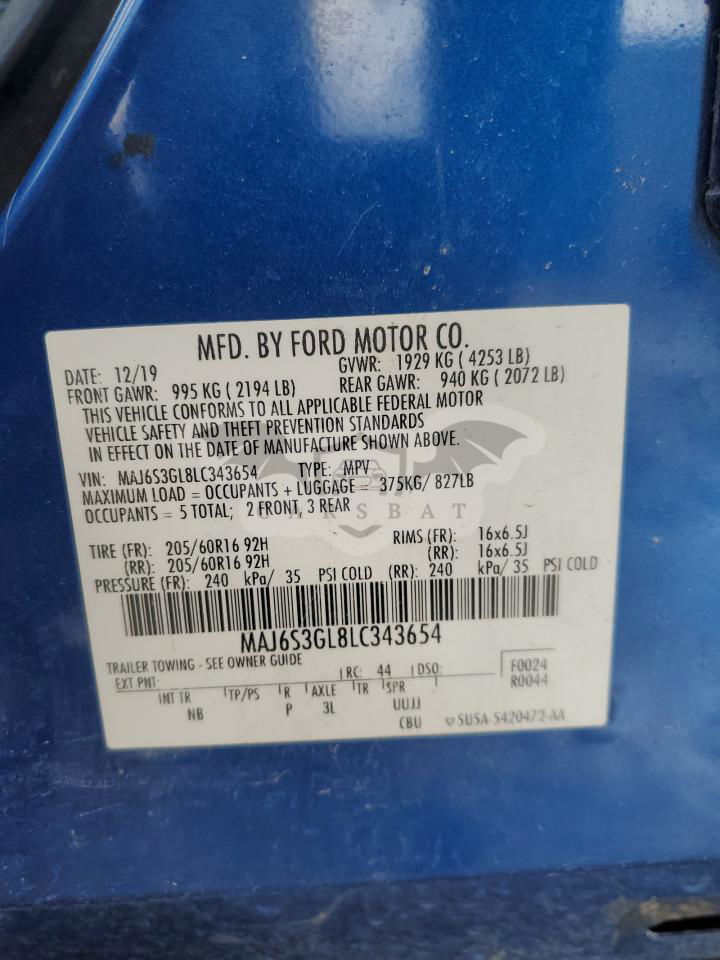 MFD. BY FORD MOTOR CO.
DATE: 12/19 GVWR: 1929 KG ( 4253 LB)
FRONT GAWR: 995 KG ( 2194 LB) REAR GAWR: 940 KG ( 2072 LB)
THIS VEHICLE CONFORMS TO ALL APPLICABLE FEDERAL MOTOR
VEHICLE SAFETY AND THEFT PREVENTION STANDARDS
IN EFFECT ON THE DATE OF MANUFACTURE SHOWN ABOVE.
VIN: MAJ6S3GL8LC343654 TYPE: MPV
MAXIMUM LOAD = OCCUPANTS + LUGGAGE = 375KG/ 827LB
OCCUPANTS = 5 TOTAL; 2 FRONT, 3 REAR
CARSBAT
TIRE (FR): 205/60R16 92H RIMS (FR): 16x6.5J
(RR): 205/60R16 92H (RR): 16x6.5J
PRESSURE (FR): 240 kPa/ 35 PSI COLD (RR): 240 kPa/ 35 PSI COLD
MAJ6S3GL8LC343654
TRAILER TOWING - SEE OWNER GUIDE
EXT PNT: RC: 44 DSO: F0024
R0044
INT TR TP/PS R AXLE TR SPR
NB P 3L UUJJ
CBU 5U5A-5420472-AA